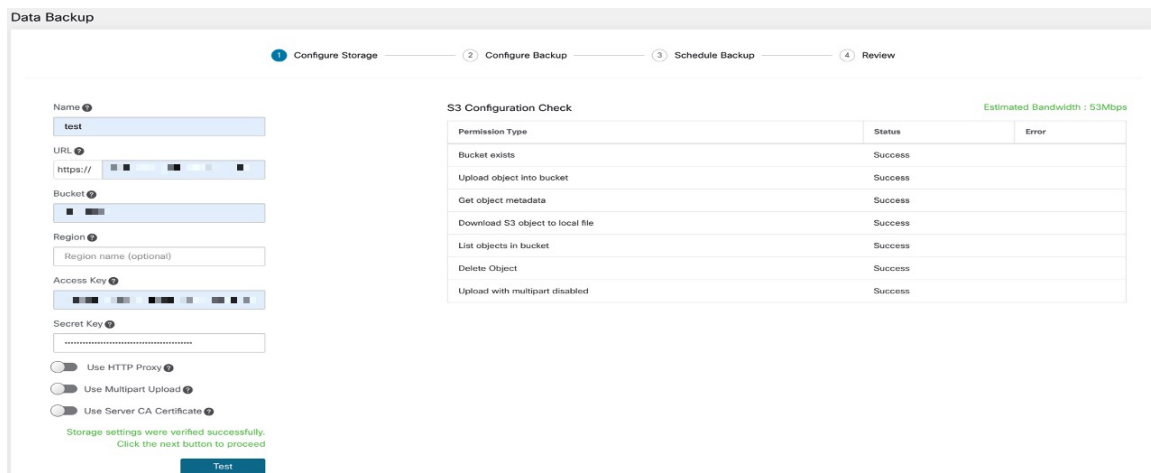 Data Backup
1 Configure Storage 2 Configure Backup 3 Schedule Backup 4 Review
Name ?
test
URL ?
https://
Bucket ?
Region ?
Region name (optional)
Access Key ?
Secret Key ?
Use HTTP Proxy ?
Use Multipart Upload ?
Use Server CA Certificate ?
Storage settings were verified successfully.
Click the next button to proceed
Test
S3 Configuration Check Estimated Bandwidth : 53Mbps
Permission Type Status Error
Bucket exists Success
Upload object into bucket Success
Get object metadata Success
Download S3 object to local file Success
List objects in bucket Success
Delete Object Success
Upload with multipart disabled Success